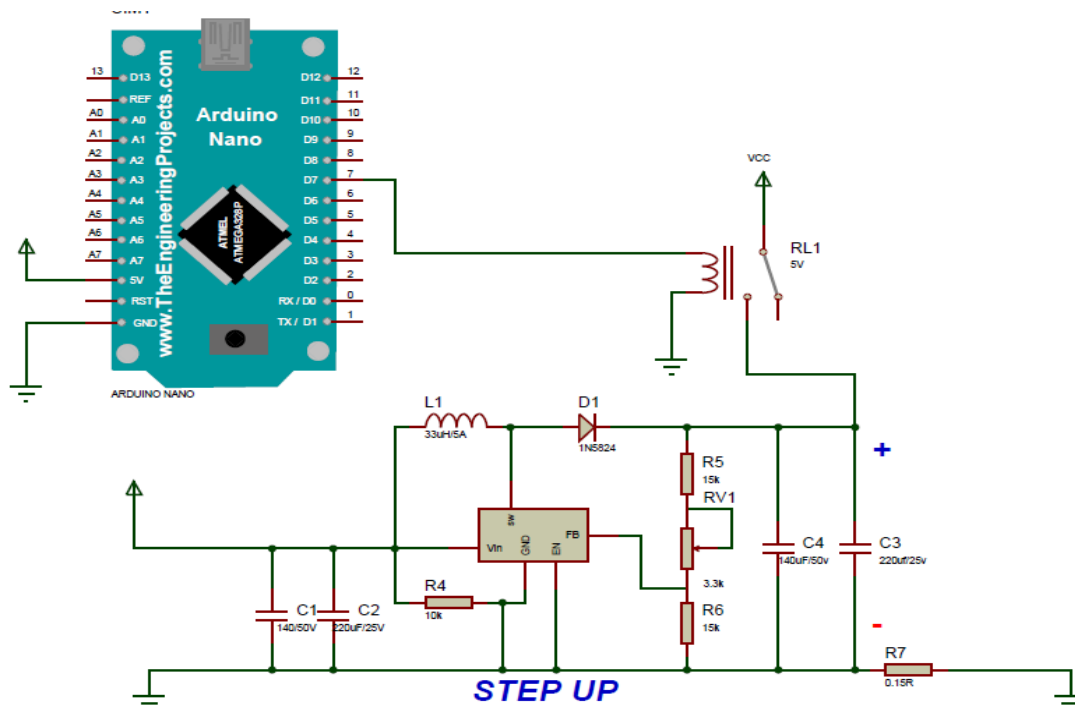 13 D13
REF
A0 A0
A1 A1
A2 A2
A3 A3
A4 A4
A5 A5
A6 A6
A7 A7
5V
RST
GND
www.TheEngineeringProjects.com
Arduino
Nano
ATMEL
ATMEGA328P
D12 12
D11 11
D10 10
D9 9
D8 8
D7 7
D6 6
D5 5
D4 4
D3 3
D2 2
RX / D0 0
TX / D1 1
ARDUINO NANO
VCC
RL1
5V
L1
33uH/5A
D1
1N5824
R5
15k
RV1
3.3k
R6
15k
sw
Vin
GND
EN
FB
R4
10k
C1
140/50V
C2
220uF/25V
C4
140uF/50v
C3
220uf/25v
+
-
R7
0.15R
STEP UP